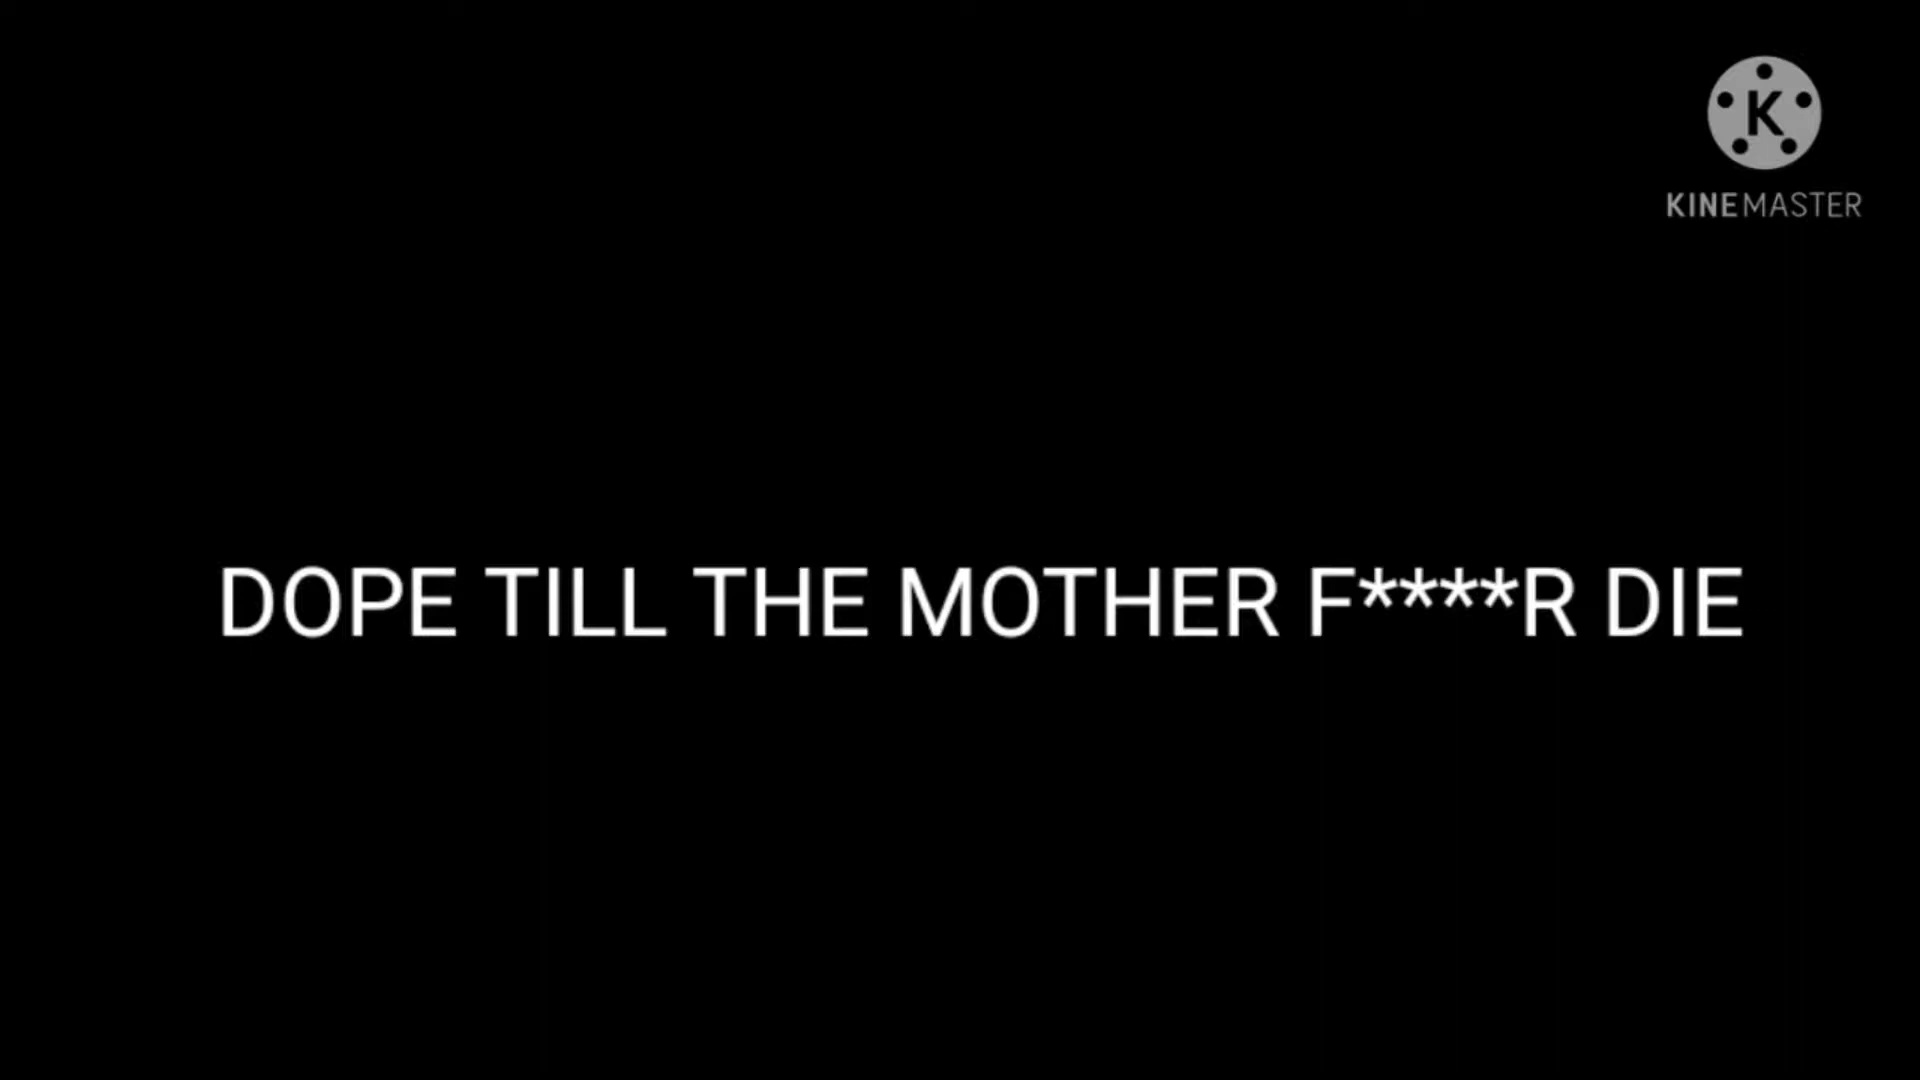 K
KINEMASTER
DOPE TILL THE MOTHER F****R DIE